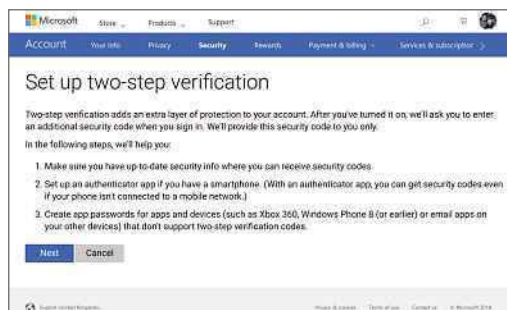 Microsoft Store Products Support
Account Your info Privacy Security Rewards Payment & billing Services & subscription
Set up two-step verification
Two-step verification adds an extra layer of protection to your account. After you've turned it on, we'll ask you to enter
an additional security code when you sign in. We'll provide this security code to you only.
In the following steps, we'll help you:
1. Make sure you have up-to-date security info where you can receive security codes.
2. Set up an authenticator app if you have a smartphone. (With an authenticator app, you can get security codes even
if your phone isn't connected to a mobile network.)
3. Create app passwords for apps and devices (such as Xbox 360, Windows Phone 8 (or earlier) or email apps on
your other devices) that don't support two-step verification codes.
Next Cancel
Privacy & cookies Terms of use Contact us © Microsoft